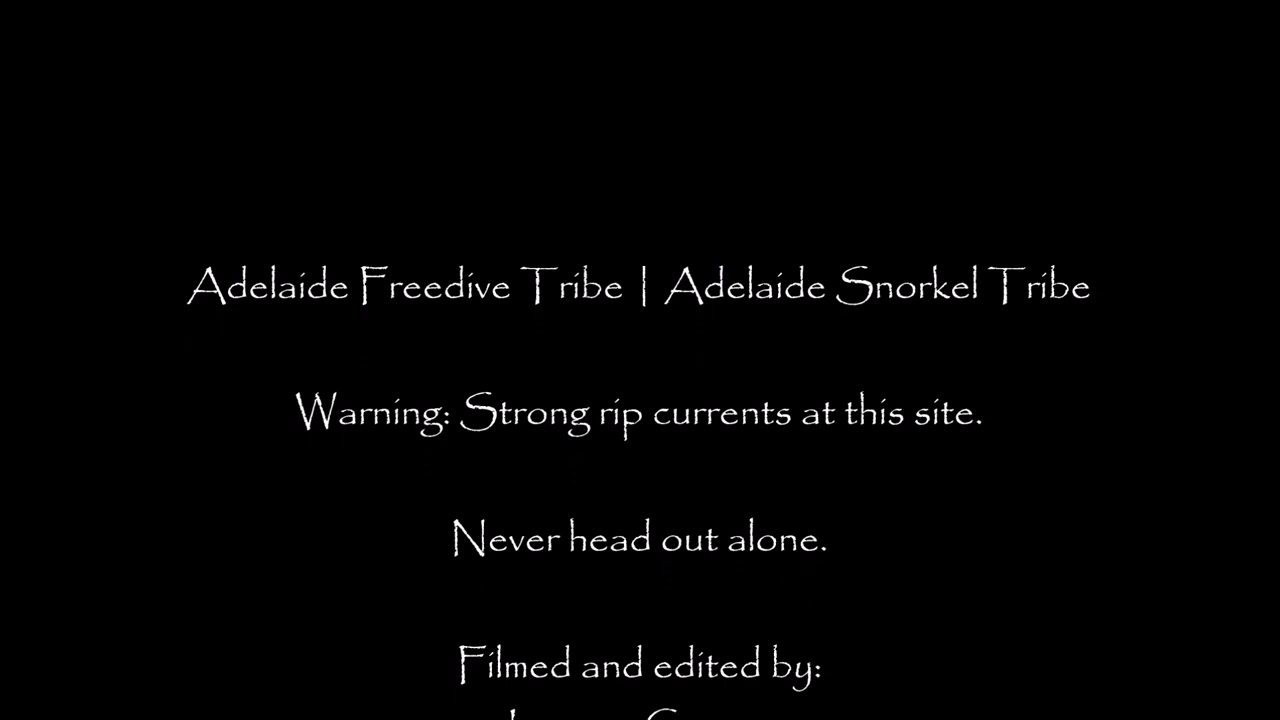 Adelaide Freedive Tribe | Adelaide Snorkel Tribe
Warning: Strong rip currents at this site.
Never head out alone.
Filmed and edited by: